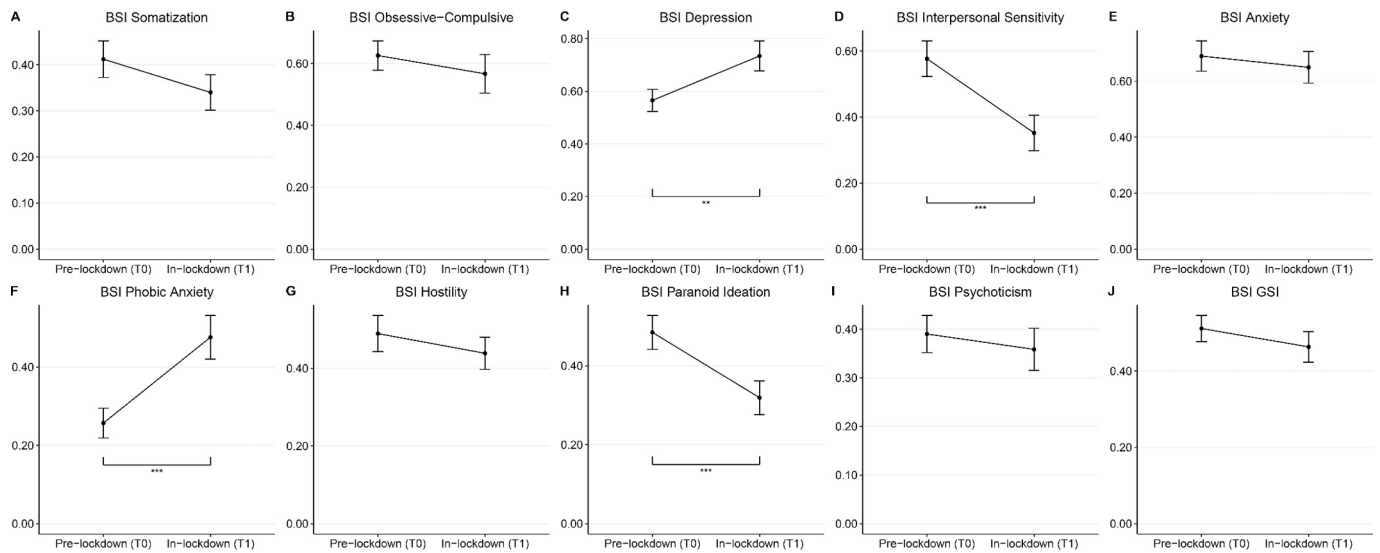 A BSI Somatization
0.40
0.30
0.20
0.10
0.00
Pre−lockdown (T0) In−lockdown (T1)
B BSI Obsessive−Compulsive
0.60
0.40
0.20
0.00
Pre−lockdown (T0) In−lockdown (T1)
C BSI Depression
0.80
0.60
0.40
0.20
**
0.00
Pre−lockdown (T0) In−lockdown (T1)
D BSI Interpersonal Sensitivity
0.60
0.40
0.20
***
0.00
Pre−lockdown (T0) In−lockdown (T1)
E BSI Anxiety
0.60
0.40
0.20
0.00
Pre−lockdown (T0) In−lockdown (T1)
F BSI Phobic Anxiety
0.40
0.20
***
0.00
Pre−lockdown (T0) In−lockdown (T1)
G BSI Hostility
0.40
0.20
0.00
Pre−lockdown (T0) In−lockdown (T1)
H BSI Paranoid Ideation
0.40
0.20
***
0.00
Pre−lockdown (T0) In−lockdown (T1)
I BSI Psychoticism
0.40
0.30
0.20
0.10
0.00
Pre−lockdown (T0) In−lockdown (T1)
J BSI GSI
0.40
0.20
0.00
Pre−lockdown (T0) In−lockdown (T1)